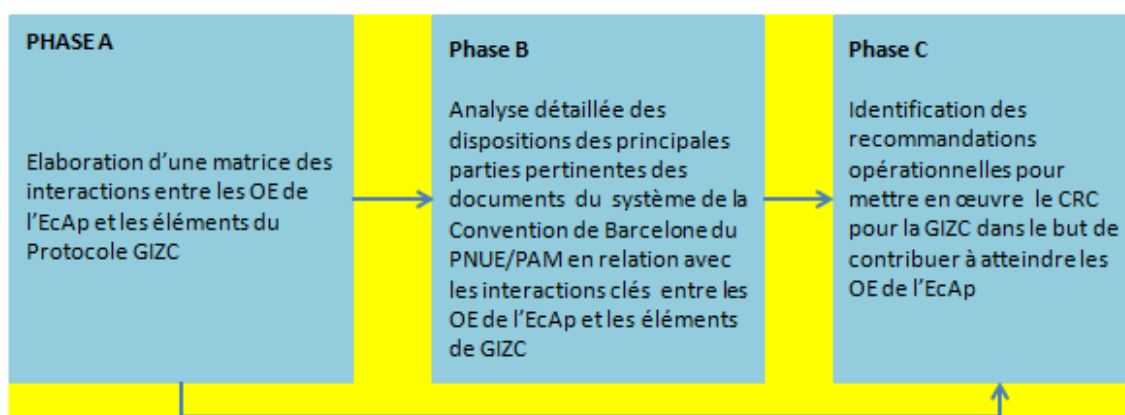 PHASE A
Elaboration d’une matrice des
interactions entre les OE de
l’EcAp et les éléments du
Protocole GIZC
Phase B
Analyse détaillée des
dispositions des principales
parties pertinentes des
documents du système de la
Convention de Barcelone du
PNUE/PAM en relation avec
les interactions clés entre les
OE de l’EcAp et les éléments
de GIZC
Phase C
Identification des
recommandations
opérationnelles pour
mettre en œuvre le CRC
pour la GIZC dans le but de
contribuer à atteindre les
OE de l’EcAp